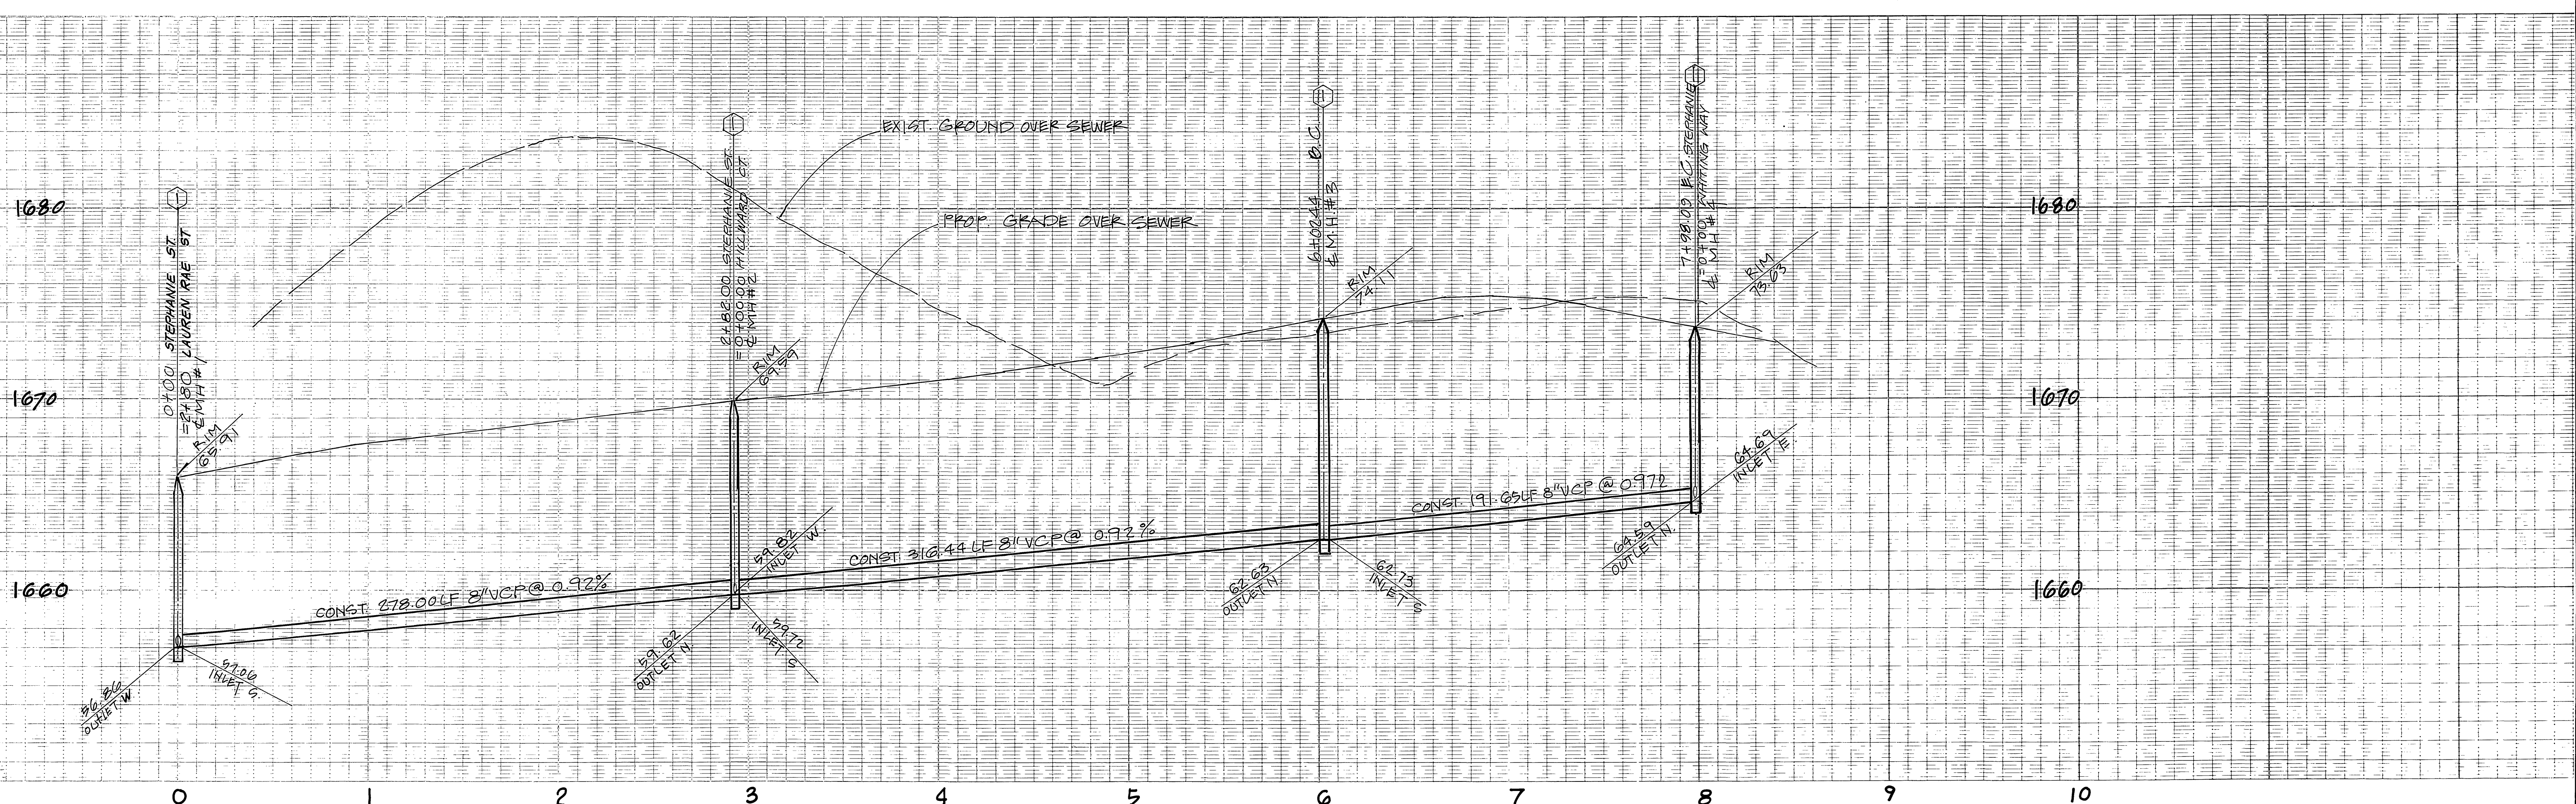 EXIST. GROUND OVER SEWER
PROP. GRADE OVER SEWER
1680
1670
1660
1680
1670
1660
0+00 STEPHANIE ST.
=2+80 LAUREN RAE ST
℄ MH #1
RIM
65.91
56.86
OUTLET W
57.06
INLET S.
CONST. 278.00 LF 8" VCP @ 0.92%
STEPHANIE ST.
=0+00.00 HILLWARD CT.
℄ MH #2
RIM
69.59
59.82
INLET W.
59.62
OUTLET N.
59.72
INLET S
CONST. 316.44 LF 8" VCP @ 0.92%
6+02.44 B.C.
℄ M.H #3
RIM
74.11
62.63
OUTLET N
62.73
INLET S
CONST. 191.65 LF 8" VCP @ 0.972
7+98.09 E.C. STEPHANIE
=0+00 WHITING WAY
℄ MH #4
RIM
73.63
64.69
INLET E.
64.59
OUTLET N.
0 1 2 3 4 5 6 7 8 9 10